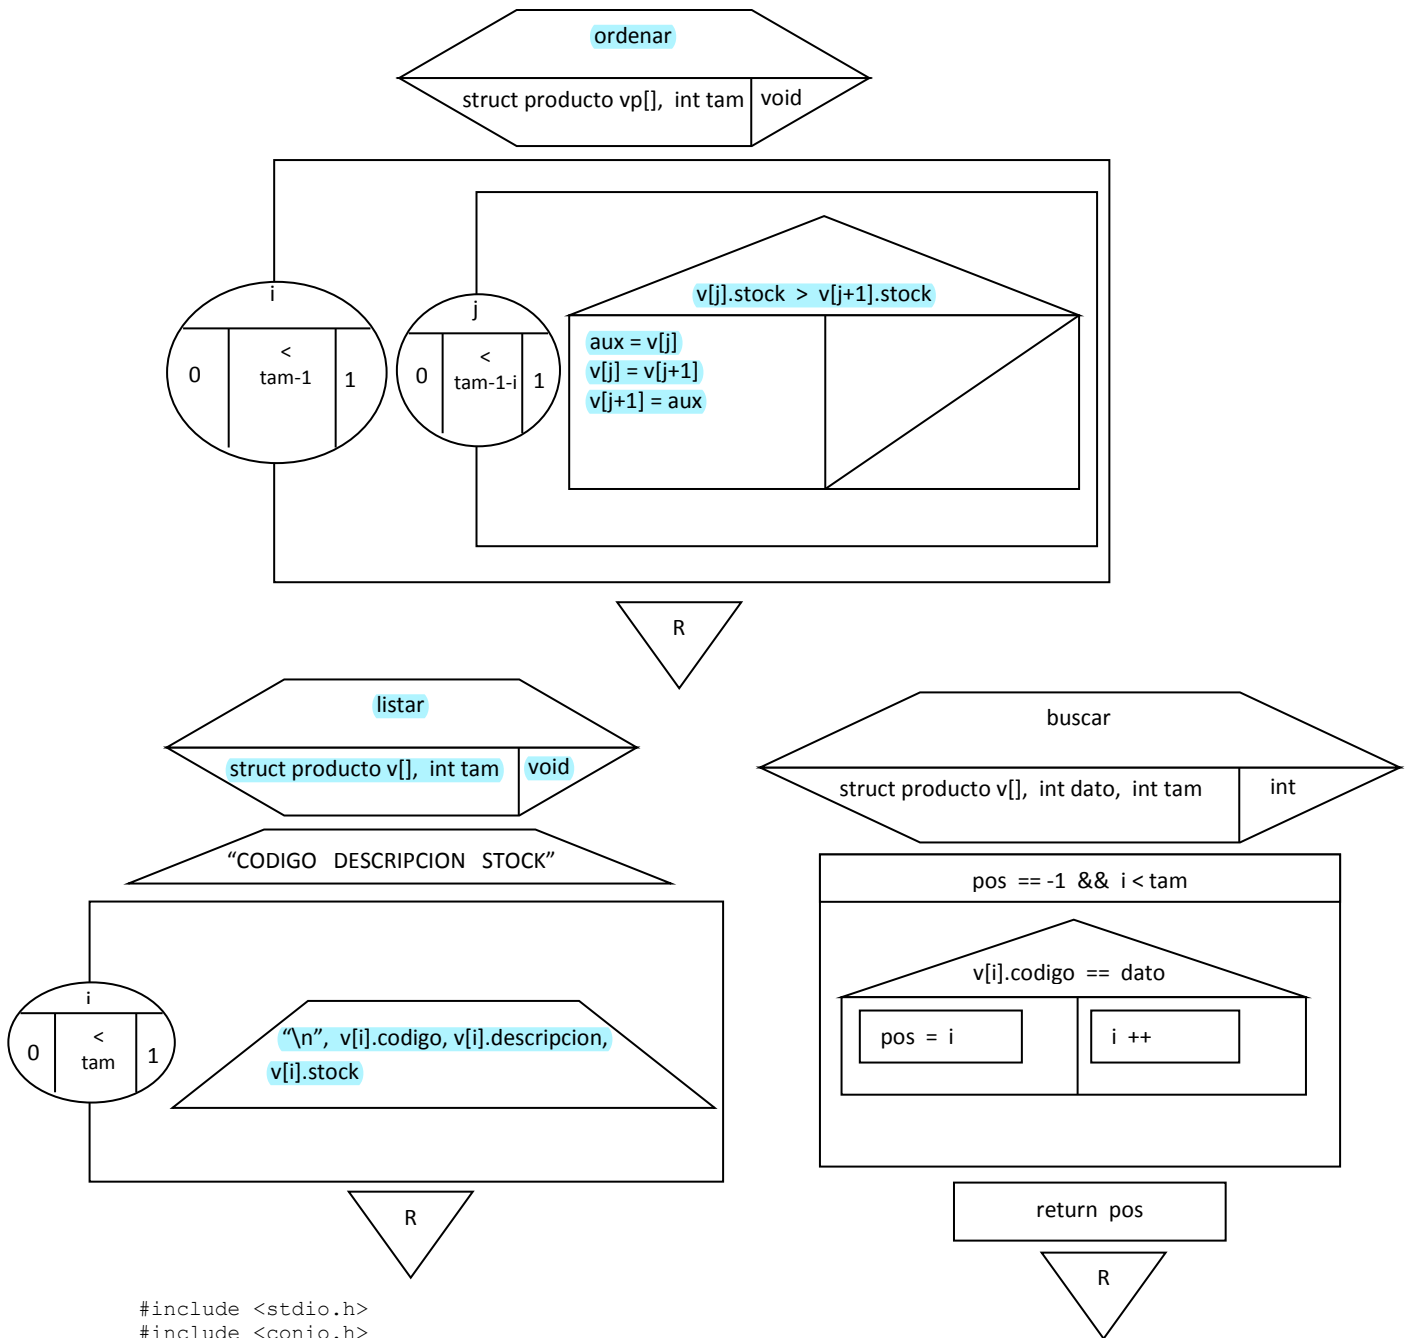 ordenar
struct producto vp[], int tam
void
i
0
<
tam-1
1
j
0
<
tam-1-i
1
v[j].stock > v[j+1].stock
aux = v[j]
v[j] = v[j+1]
v[j+1] = aux
R
listar
struct producto v[], int tam
void
“CODIGO DESCRIPCION STOCK”
i
0
<
tam
1
“\n”, v[i].codigo, v[i].descripcion,
v[i].stock
R
buscar
struct producto v[], int dato, int tam
int
pos == -1 && i < tam
v[i].codigo == dato
pos = i
i ++
return pos
R
#include <stdio.h>
#include <conio.h>